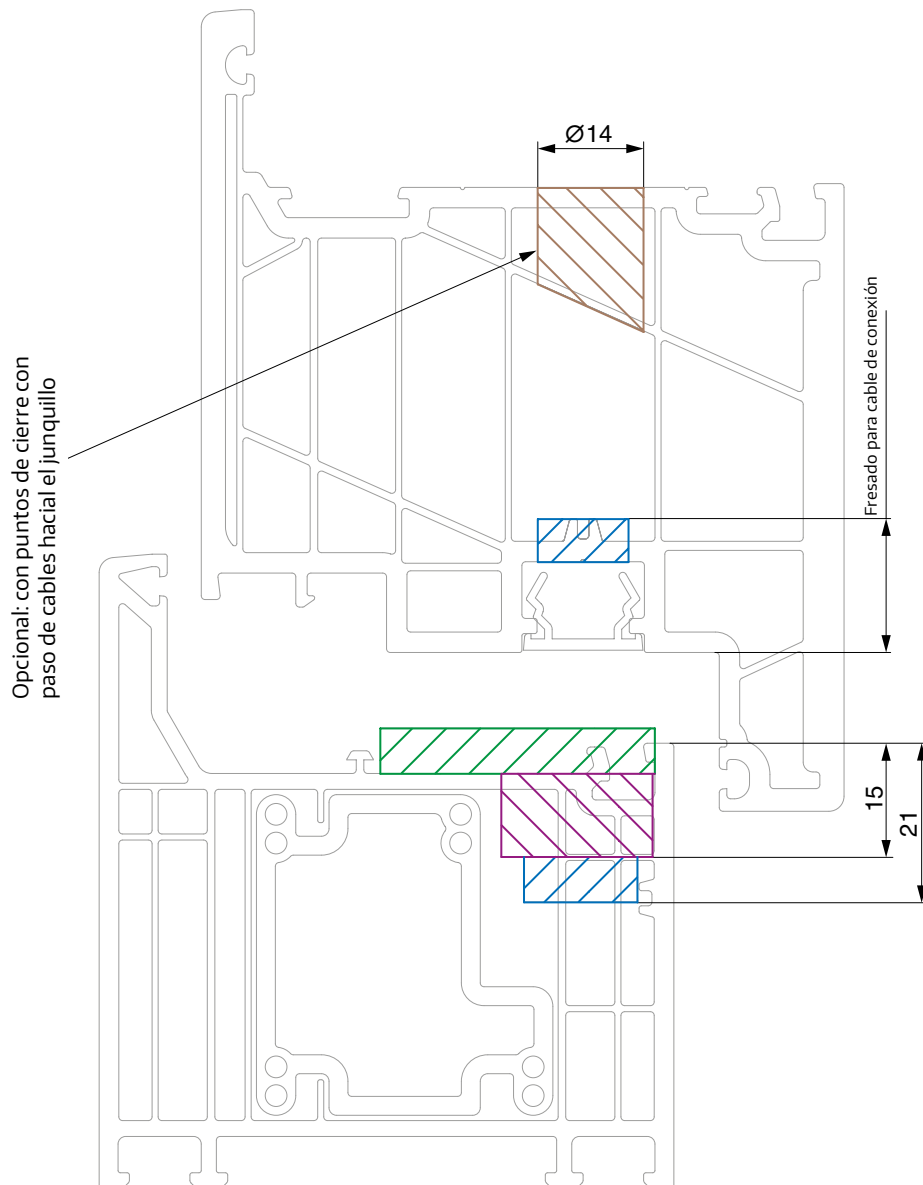 Ø14
Opcional: con puntos de cierre con
paso de cables hacial el junquillo
Fresado para cable de conexión
15
21